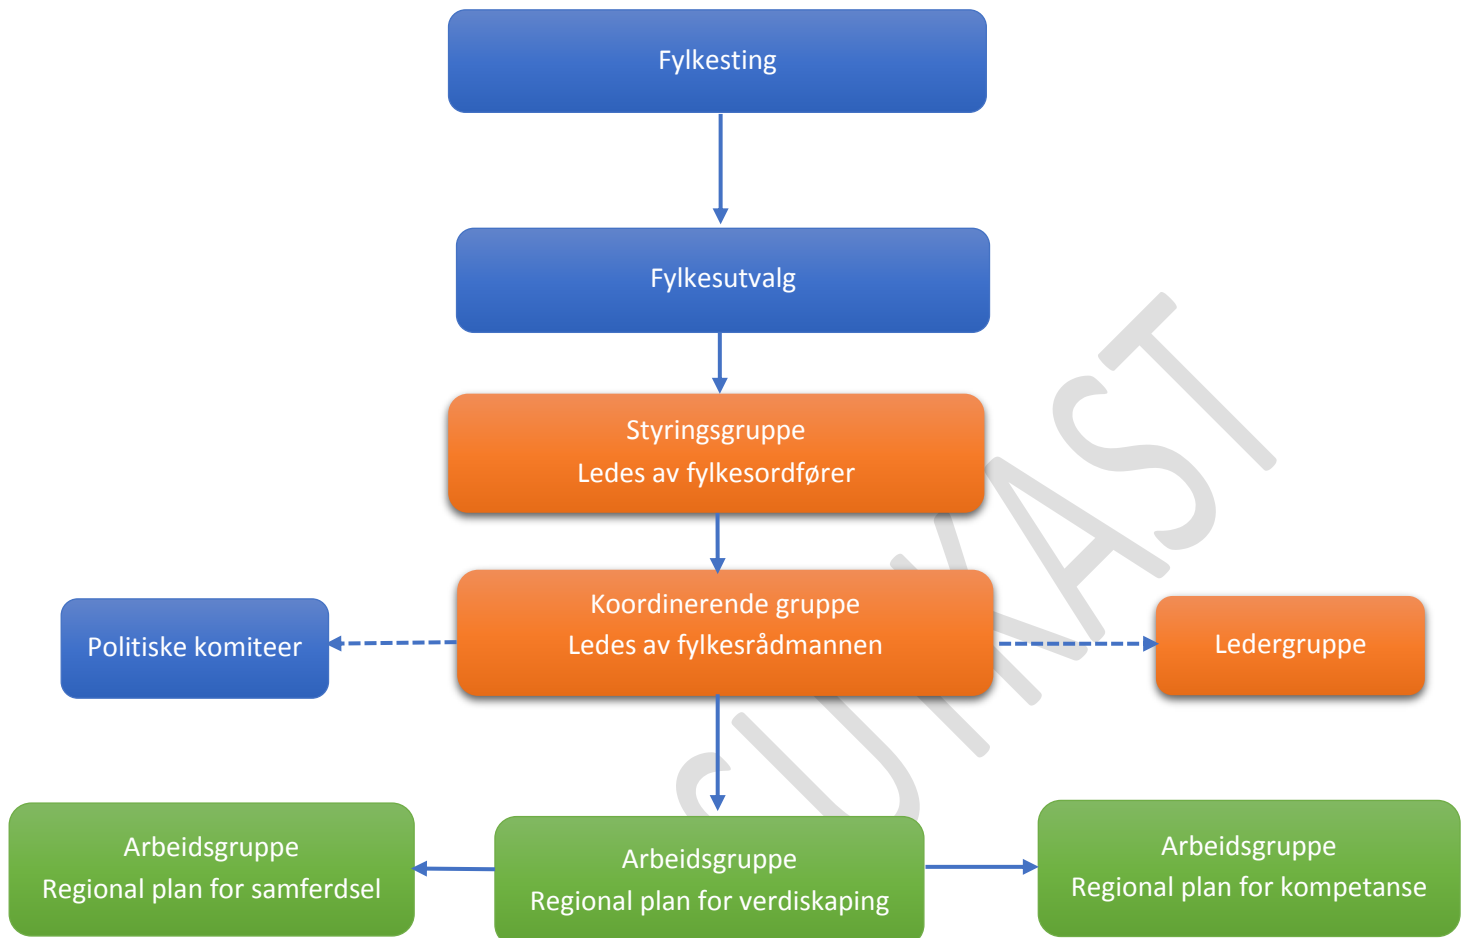 Fylkesting
Fylkesutvalg
Styringsgruppe
Ledes av fylkesordfører
Koordinerende gruppe
Ledes av fylkesrådmannen
Politiske komiteer
Ledergruppe
Arbeidsgruppe
Regional plan for samferdsel
Arbeidsgruppe
Regional plan for verdiskaping
Arbeidsgruppe
Regional plan for kompetanse